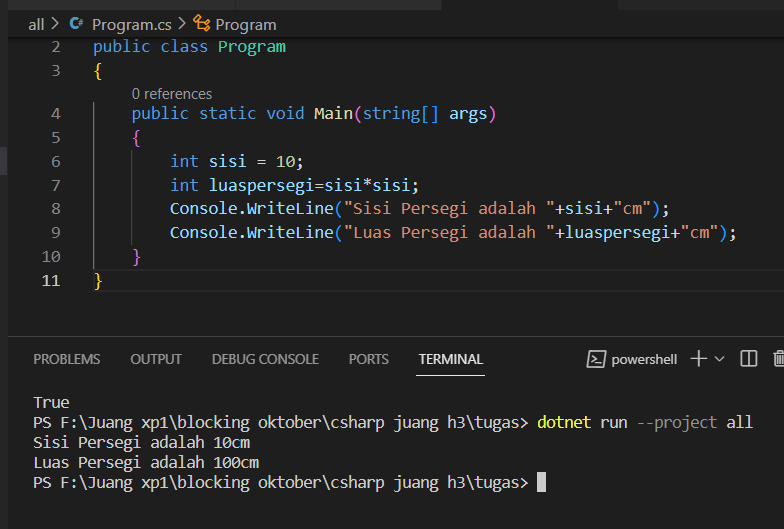 all > Program.cs > Program
2 public class Program
3 {
0 references
4 public static void Main(string[] args)
5 {
6 int sisi = 10;
7 int luaspersegi=sisi*sisi;
8 Console.WriteLine("Sisi Persegi adalah "+sisi+"cm");
9 Console.WriteLine("Luas Persegi adalah "+luaspersegi+"cm");
10 }
11 }
PROBLEMS OUTPUT DEBUG CONSOLE PORTS TERMINAL powershell
True
PS F:\Juang xp1\blocking oktober\csharp juang h3\tugas> dotnet run --project all
Sisi Persegi adalah 10cm
Luas Persegi adalah 100cm
PS F:\Juang xp1\blocking oktober\csharp juang h3\tugas>